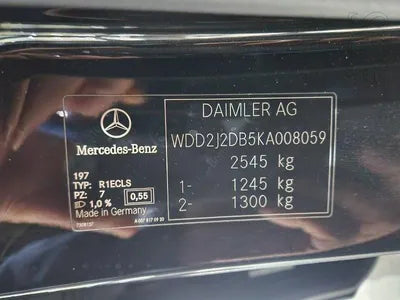 DAIMLER AG
Mercedes-Benz
WDD2J2DB5KA008059
2545 kg
197
TYP: R1ECLS
1- 1245 kg
PZ: 7
0,55
2- 1300 kg
1,0 %
Made in Germany